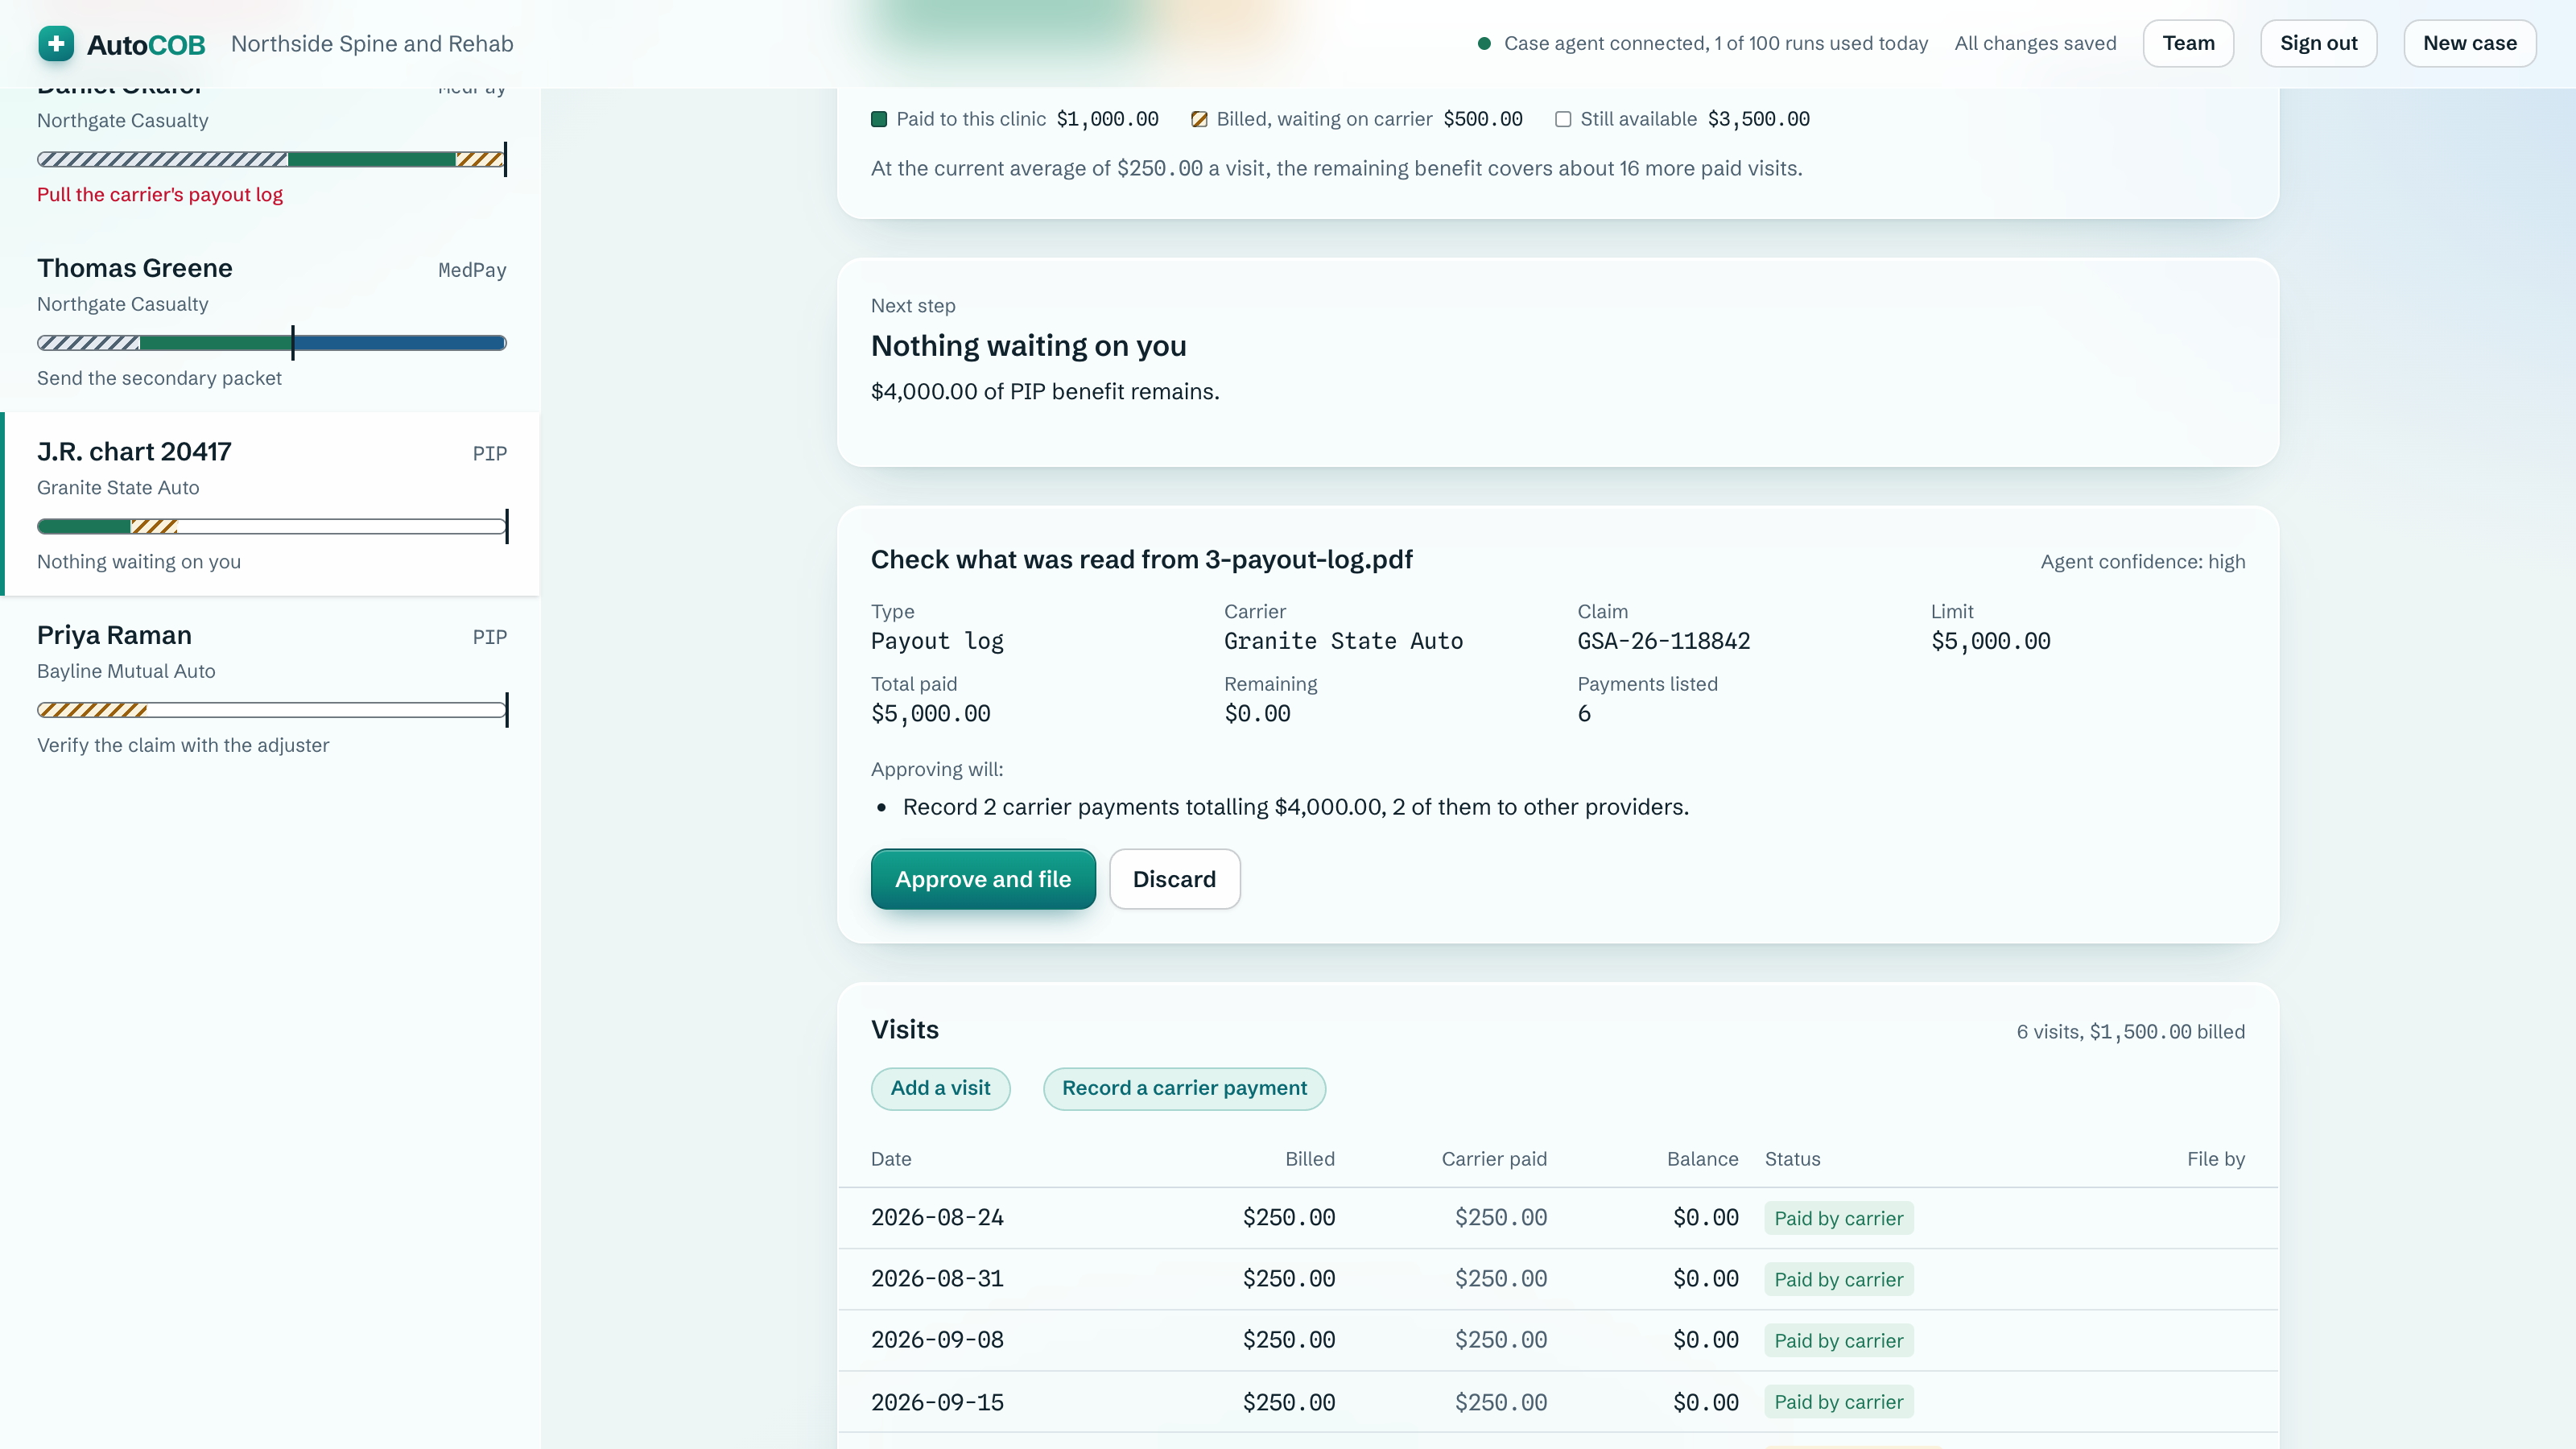 AutoCOB Northside Spine and Rehab
Case agent connected, 1 of 100 runs used today All changes saved Team Sign out New case
Daniel Okafor MedPay
Northgate Casualty
Pull the carrier's payout log
Thomas Greene MedPay
Northgate Casualty
Send the secondary packet
J.R. chart 20417 PIP
Granite State Auto
Nothing waiting on you
Priya Raman PIP
Bayline Mutual Auto
Verify the claim with the adjuster
Paid to this clinic $1,000.00 Billed, waiting on carrier $500.00 Still available $3,500.00
At the current average of $250.00 a visit, the remaining benefit covers about 16 more paid visits.
Next step
Nothing waiting on you
$4,000.00 of PIP benefit remains.
Check what was read from 3-payout-log.pdf Agent confidence: high
Type Carrier Claim Limit
Payout log Granite State Auto GSA-26-118842 $5,000.00
Total paid Remaining Payments listed
$5,000.00 $0.00 6
Approving will:
• Record 2 carrier payments totalling $4,000.00, 2 of them to other providers.
Approve and file Discard
Visits 6 visits, $1,500.00 billed
Add a visit Record a carrier payment
Date Billed Carrier paid Balance Status File by
2026-08-24 $250.00 $250.00 $0.00 Paid by carrier
2026-08-31 $250.00 $250.00 $0.00 Paid by carrier
2026-09-08 $250.00 $250.00 $0.00 Paid by carrier
2026-09-15 $250.00 $250.00 $0.00 Paid by carrier